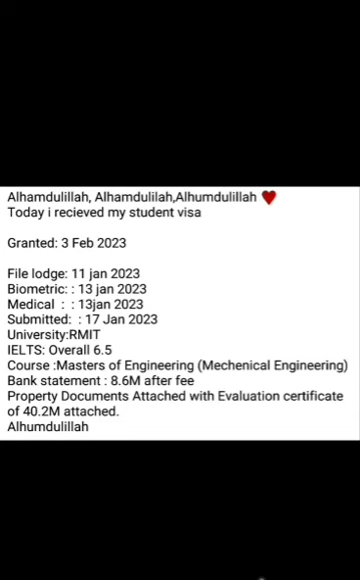 Alhamdulillah, Alhamdulilah,Alhumdulillah ♥
Today i recieved my student visa
Granted: 3 Feb 2023
File lodge: 11 jan 2023
Biometric: : 13 jan 2023
Medical : : 13jan 2023
Submitted: : 17 Jan 2023
University:RMIT
IELTS: Overall 6.5
Course :Masters of Engineering (Mechenical Engineering)
Bank statement : 8.6M after fee
Property Documents Attached with Evaluation certificate
of 40.2M attached.
Alhumdulillah